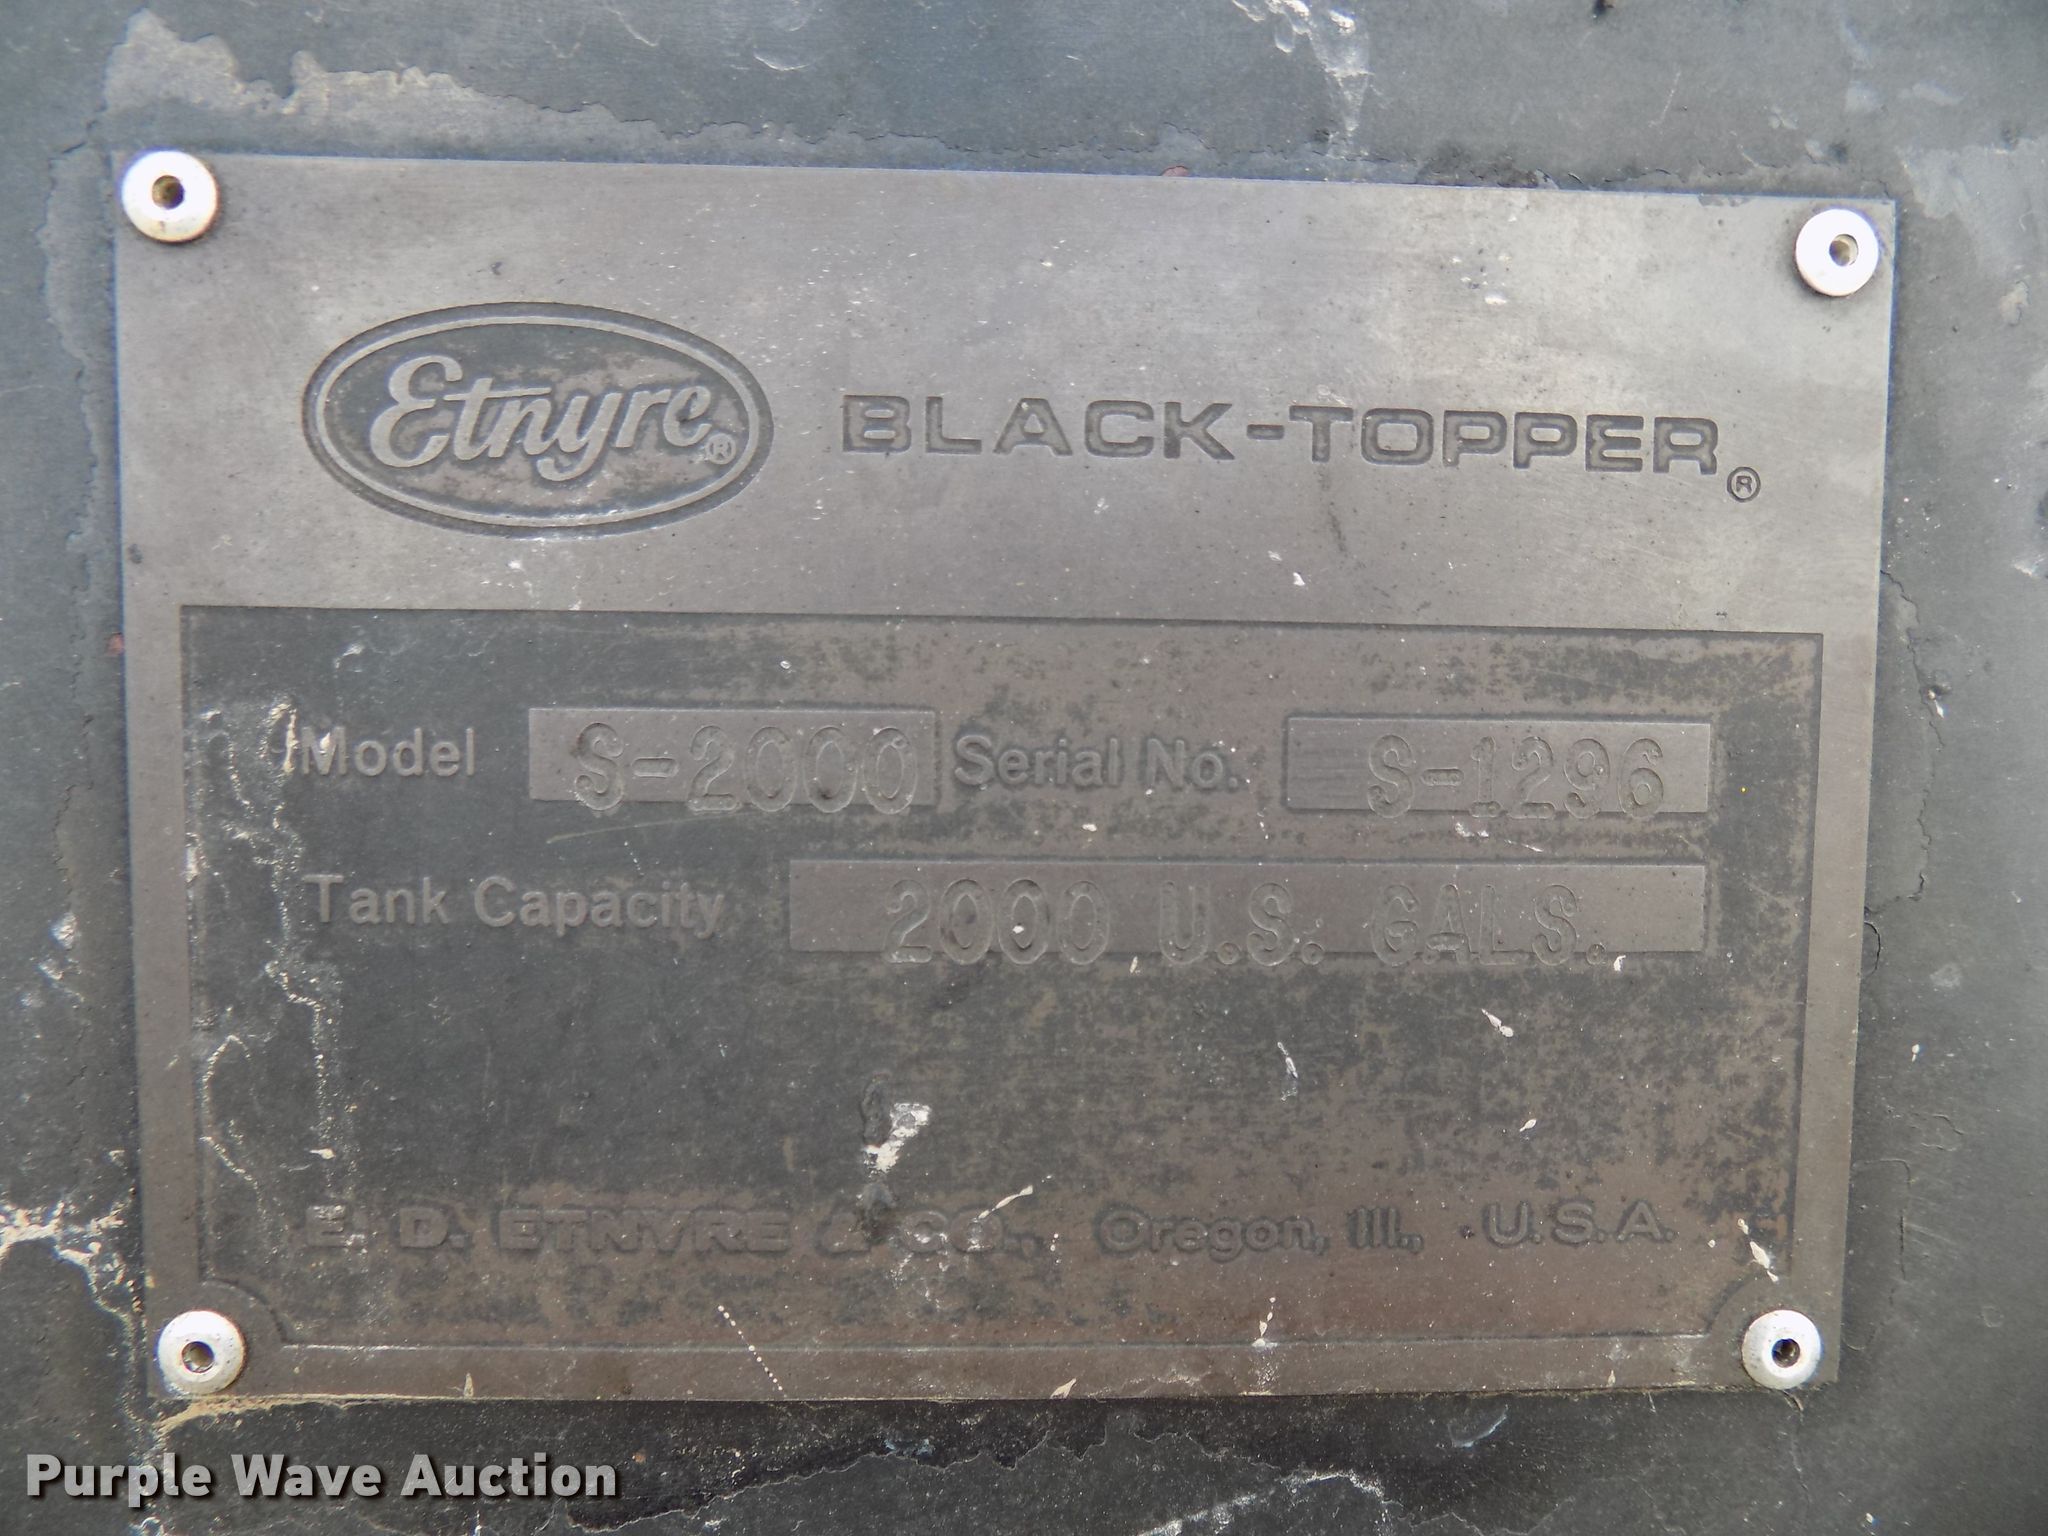 Etnyre® BLACK-TOPPER®
Model S-2000 Serial No. S-1296
Tank Capacity 2000 U.S. GALS.
E. D. ETNYRE & CO., Oregon, Ill., U.S.A.
Purple Wave Auction